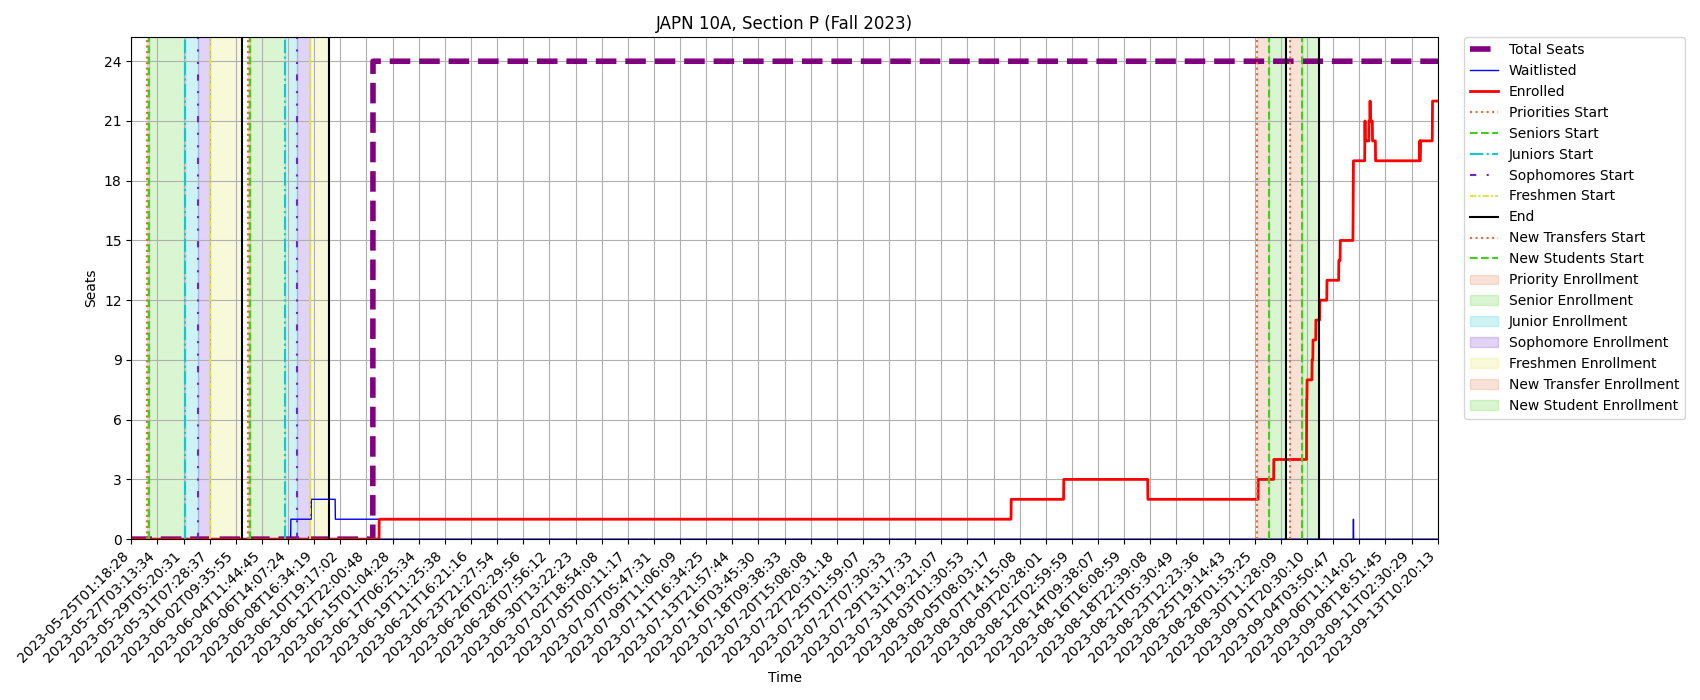 JAPN 10A, Section P (Fall 2023)
Seats
24
21
18
15
12
9
6
3
0
2023-05-25T01:18:28
2023-05-27T03:13:34
2023-05-29T05:20:31
2023-05-31T07:28:37
2023-06-02T09:35:55
2023-06-04T11:44:45
2023-06-06T14:07:24
2023-06-08T16:34:19
2023-06-10T19:17:02
2023-06-12T22:00:48
2023-06-15T01:04:28
2023-06-17T06:25:34
2023-06-19T11:25:38
2023-06-21T16:21:16
2023-06-23T21:27:54
2023-06-26T02:29:56
2023-06-28T07:56:12
2023-06-30T13:22:23
2023-07-02T18:54:08
2023-07-05T00:11:17
2023-07-07T05:47:31
2023-07-09T11:06:09
2023-07-11T16:34:25
2023-07-13T21:57:44
2023-07-16T03:45:30
2023-07-18T09:38:33
2023-07-20T15:08:08
2023-07-22T20:31:18
2023-07-25T01:59:07
2023-07-27T07:30:33
2023-07-29T13:17:33
2023-07-31T19:21:07
2023-08-03T01:30:53
2023-08-05T08:03:17
2023-08-07T14:15:08
2023-08-09T20:28:01
2023-08-12T02:59:59
2023-08-14T09:38:07
2023-08-16T16:08:59
2023-08-18T22:39:08
2023-08-21T05:30:49
2023-08-23T12:23:36
2023-08-25T19:14:43
2023-08-28T01:53:25
2023-08-30T11:28:09
2023-09-01T20:30:10
2023-09-04T03:50:47
2023-09-06T11:14:02
2023-09-08T18:51:45
2023-09-11T02:30:29
2023-09-13T10:20:13
Time
Total Seats
Waitlisted
Enrolled
Priorities Start
Seniors Start
Juniors Start
Sophomores Start
Freshmen Start
End
New Transfers Start
New Students Start
Priority Enrollment
Senior Enrollment
Junior Enrollment
Sophomore Enrollment
Freshmen Enrollment
New Transfer Enrollment
New Student Enrollment